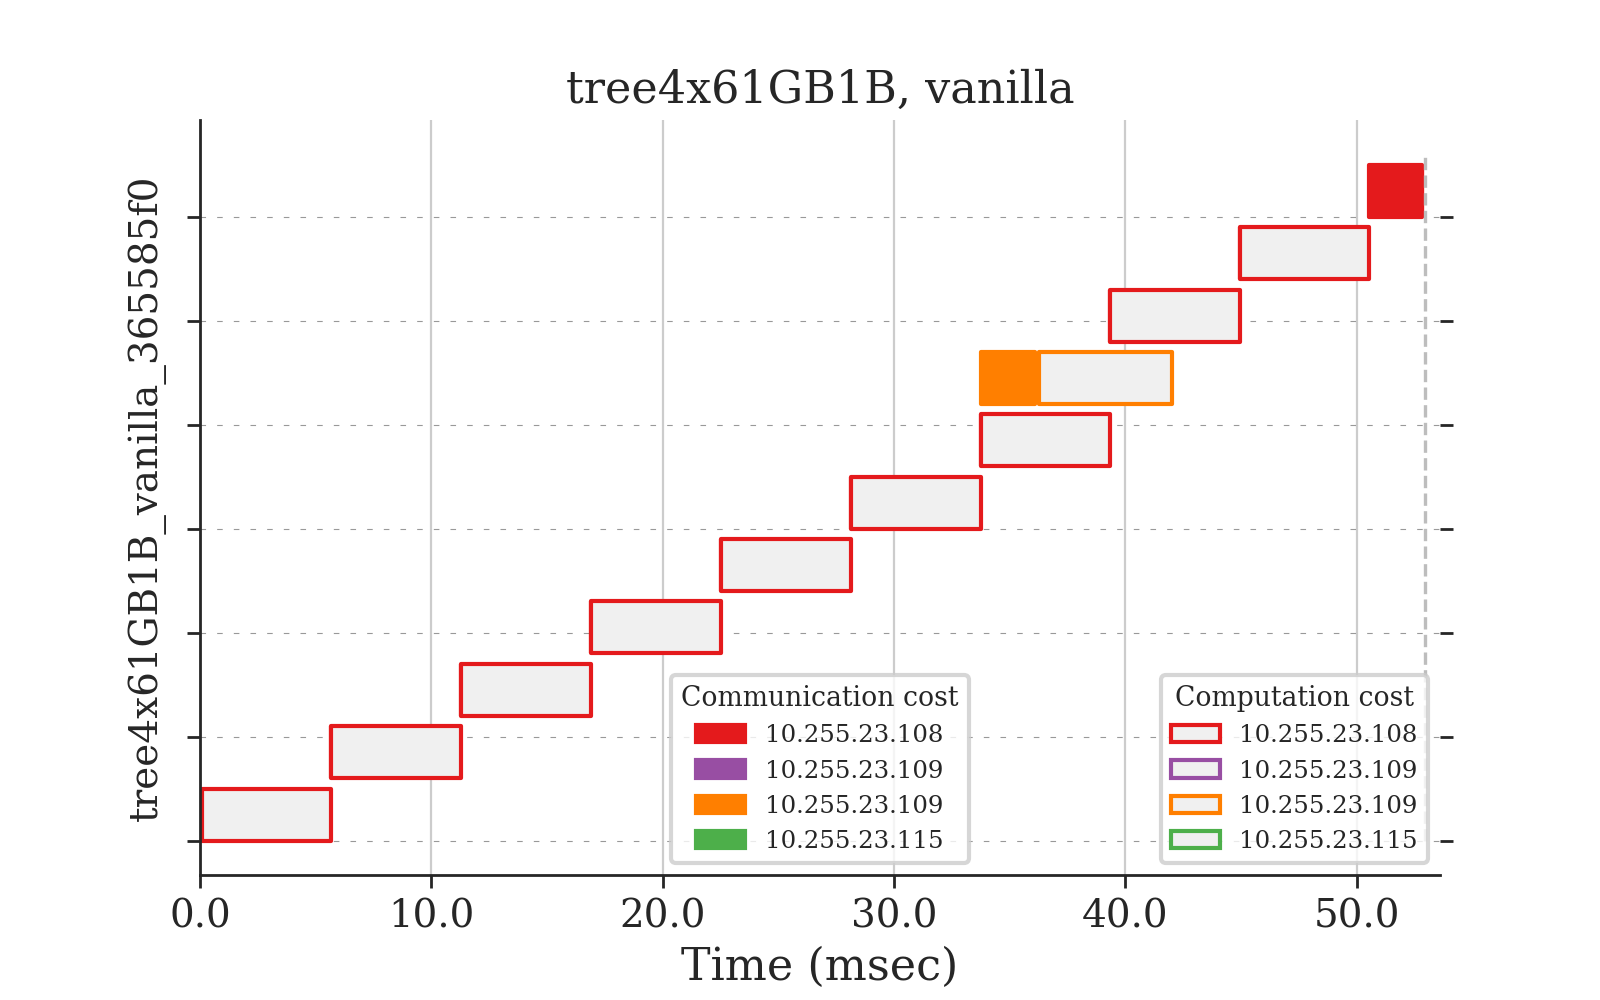 tree4x61GB1B, vanilla
tree4x61GB1B_vanilla_365585f0
Communication cost
10.255.23.108
10.255.23.109
10.255.23.109
10.255.23.115
Computation cost
10.255.23.108
10.255.23.109
10.255.23.109
10.255.23.115
0.0 10.0 20.0 30.0 40.0 50.0
Time (msec)